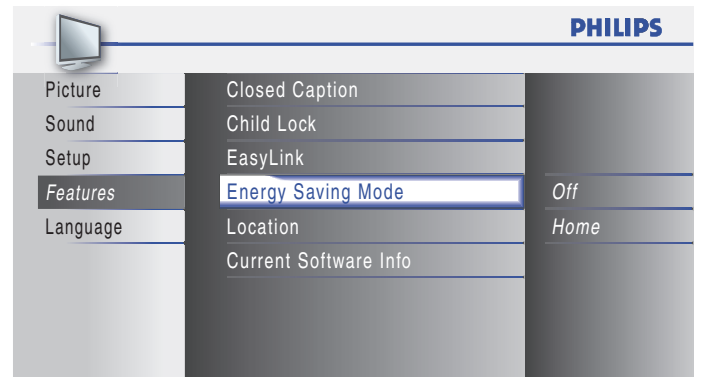 PHILIPS
Picture
Sound
Setup
Features
Language
Closed Caption
Child Lock
EasyLink
Energy Saving Mode
Location
Current Software Info
Off
Home